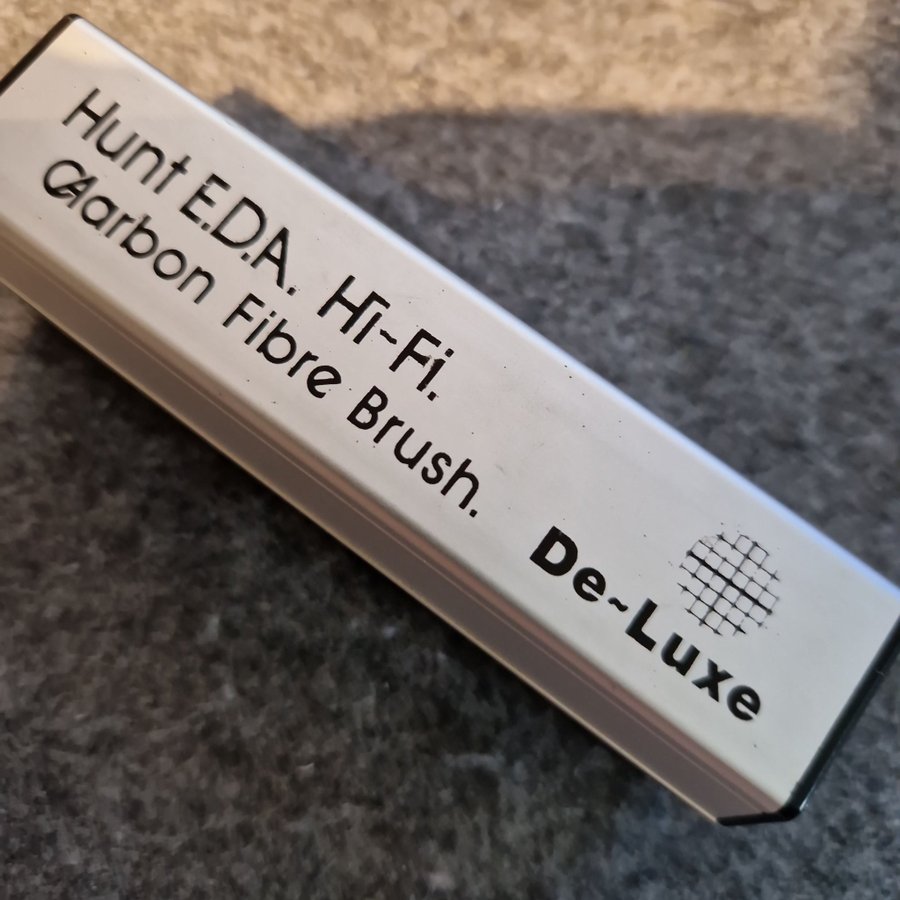 Hunt E.D.A. Hi~Fi.
Carbon Fibre Brush.
De~Luxe